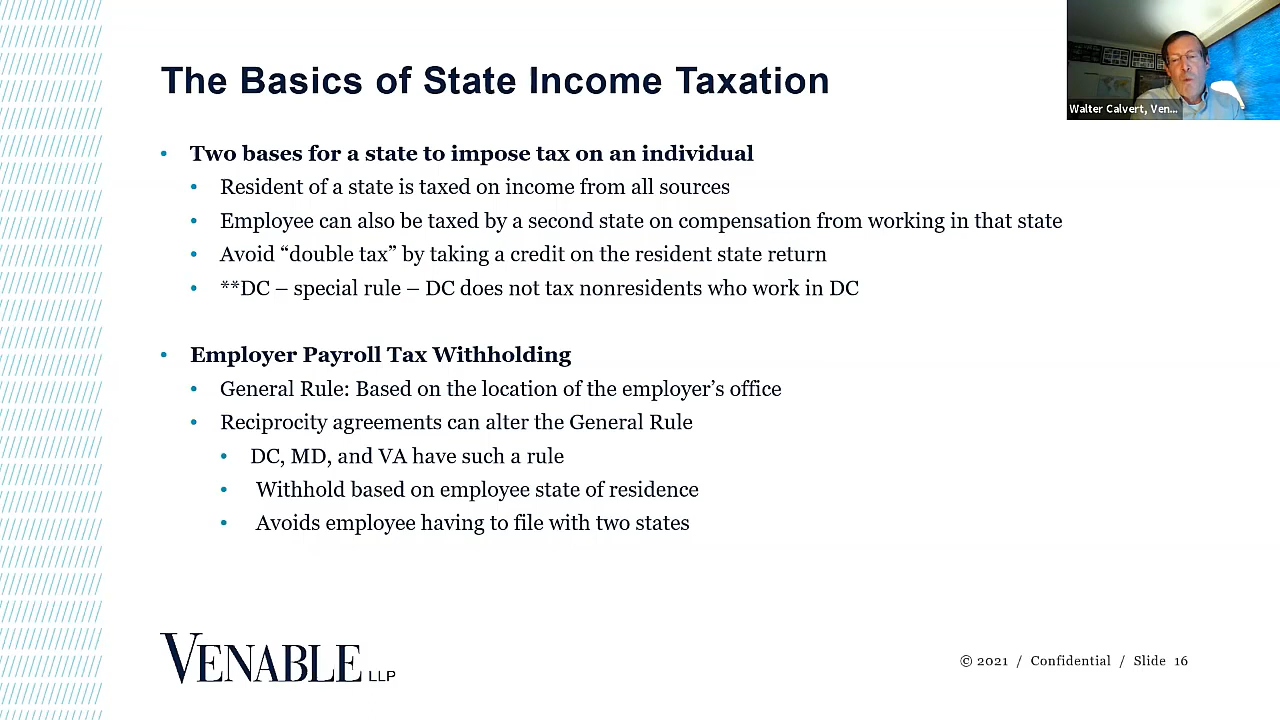 The Basics of State Income Taxation
Walter Calvert, Ven...
• Two bases for a state to impose tax on an individual
• Resident of a state is taxed on income from all sources
• Employee can also be taxed by a second state on compensation from working in that state
• Avoid “double tax” by taking a credit on the resident state return
• **DC – special rule – DC does not tax nonresidents who work in DC
• Employer Payroll Tax Withholding
• General Rule: Based on the location of the employer’s office
• Reciprocity agreements can alter the General Rule
• DC, MD, and VA have such a rule
• Withhold based on employee state of residence
• Avoids employee having to file with two states
VENABLE LLP
© 2021 / Confidential / Slide 16